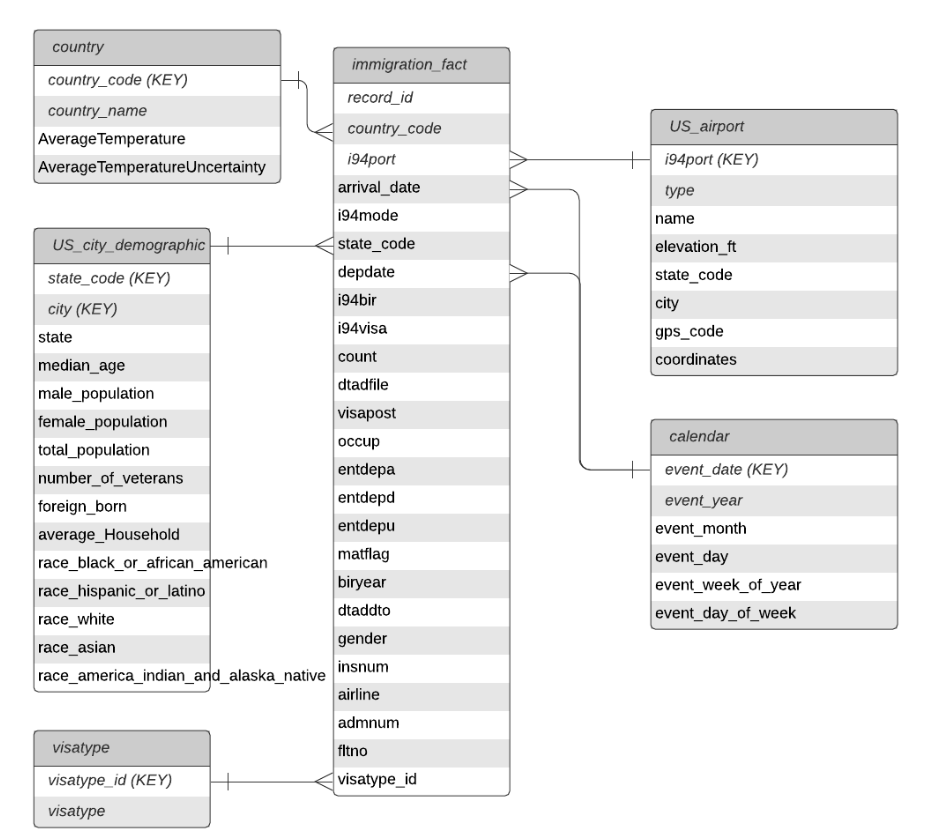 country
country_code (KEY)
country_name
AverageTemperature
AverageTemperatureUncertainty
US_city_demographic
state_code (KEY)
city (KEY)
state
median_age
male_population
female_population
total_population
number_of_veterans
foreign_born
average_Household
race_black_or_african_american
race_hispanic_or_latino
race_white
race_asian
race_america_indian_and_alaska_native
visatype
visatype_id (KEY)
visatype
immigration_fact
record_id
country_code
i94port
arrival_date
i94mode
state_code
depdate
i94bir
i94visa
count
dtadfile
visapost
occup
entdepa
entdepd
entdepu
matflag
biryear
dtaddto
gender
insnum
airline
admnum
fltno
visatype_id
US_airport
i94port (KEY)
type
name
elevation_ft
state_code
city
gps_code
coordinates
calendar
event_date (KEY)
event_year
event_month
event_day
event_week_of_year
event_day_of_week